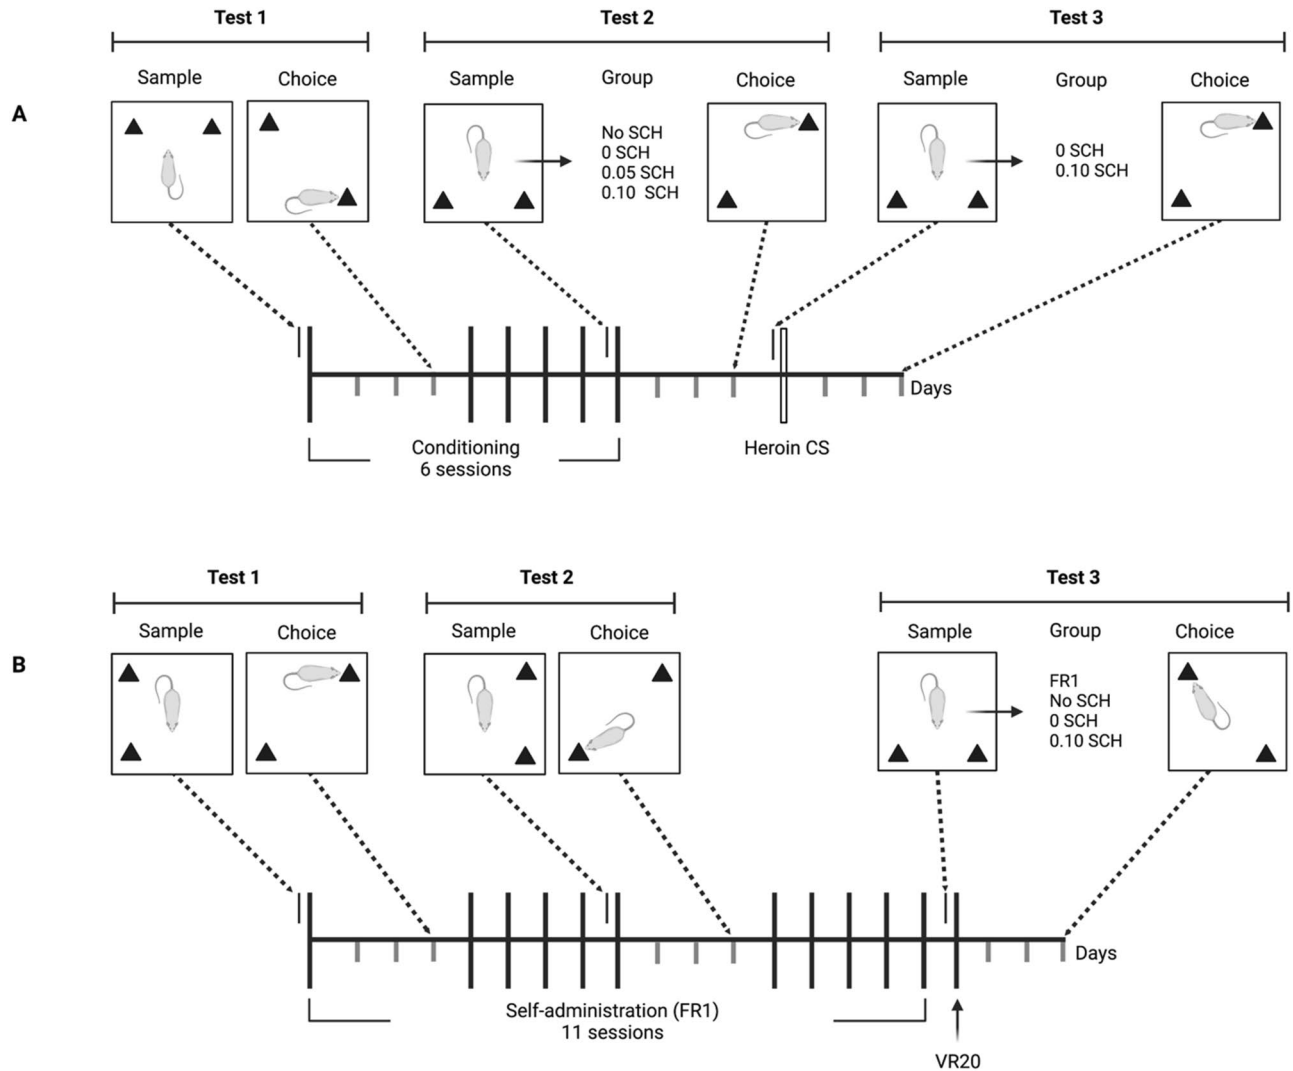 Test 1
Test 2
Test 3
A
Sample
Choice
Sample
Group
Choice
Sample
Group
Choice
No SCH
0 SCH
0.05 SCH
0.10 SCH
0 SCH
0.10 SCH
Days
Conditioning
6 sessions
Heroin CS
Test 1
Test 2
Test 3
B
Sample
Choice
Sample
Choice
Sample
Group
Choice
FR1
No SCH
0 SCH
0.10 SCH
Days
Self-administration (FR1)
11 sessions
VR20